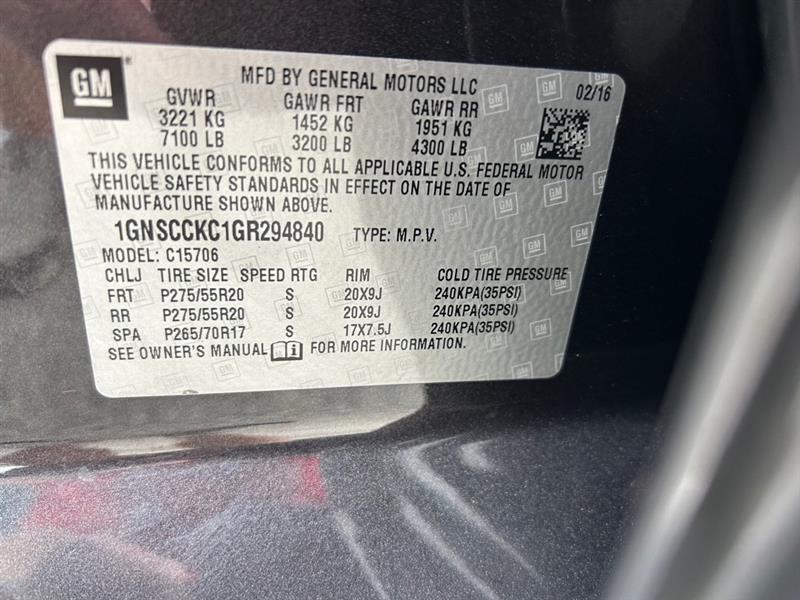 GM
MFD BY GENERAL MOTORS LLC
02/16
GVWR GAWR FRT GAWR RR
3221 KG 1452 KG 1951 KG
7100 LB 3200 LB 4300 LB
THIS VEHICLE CONFORMS TO ALL APPLICABLE U.S. FEDERAL MOTOR
VEHICLE SAFETY STANDARDS IN EFFECT ON THE DATE OF
MANUFACTURE SHOWN ABOVE.
1GNSCCKC1GR294840 TYPE: M.P.V.
MODEL: C15706
CHLJ TIRE SIZE SPEED RTG RIM COLD TIRE PRESSURE
FRT P275/55R20 S 20X9J 240KPA(35PSI)
RR P275/55R20 S 20X9J 240KPA(35PSI)
SPA P265/70R17 S 17X7.5J 240KPA(35PSI)
SEE OWNER'S MANUAL FOR MORE INFORMATION.